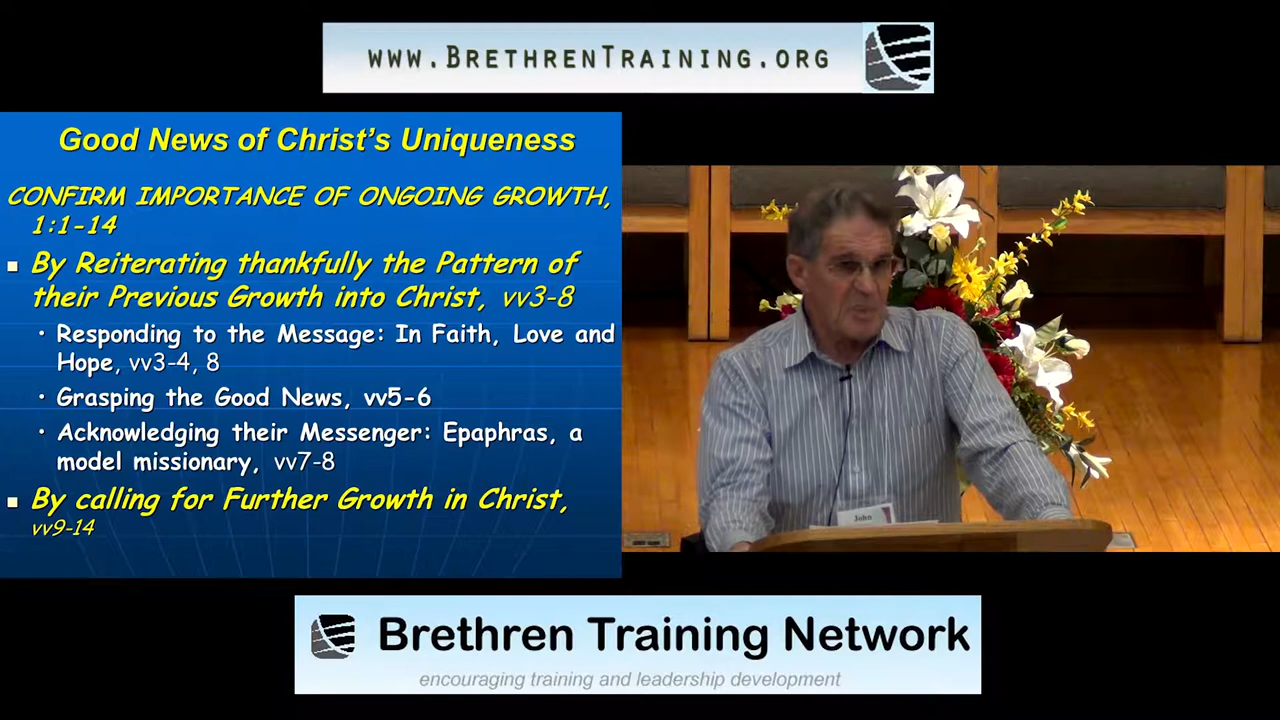 www.BrethrenTraining.org
Good News of Christ's Uniqueness
CONFIRM IMPORTANCE OF ONGOING GROWTH,
1:1-14
By Reiterating thankfully the Pattern of
their Previous Growth into Christ, vv3-8
• Responding to the Message: In Faith, Love and
Hope, vv3-4, 8
• Grasping the Good News, vv5-6
• Acknowledging their Messenger: Epaphras, a
model missionary, vv7-8
By calling for Further Growth in Christ,
vv9-14
John
Brethren Training Network
encouraging training and leadership development